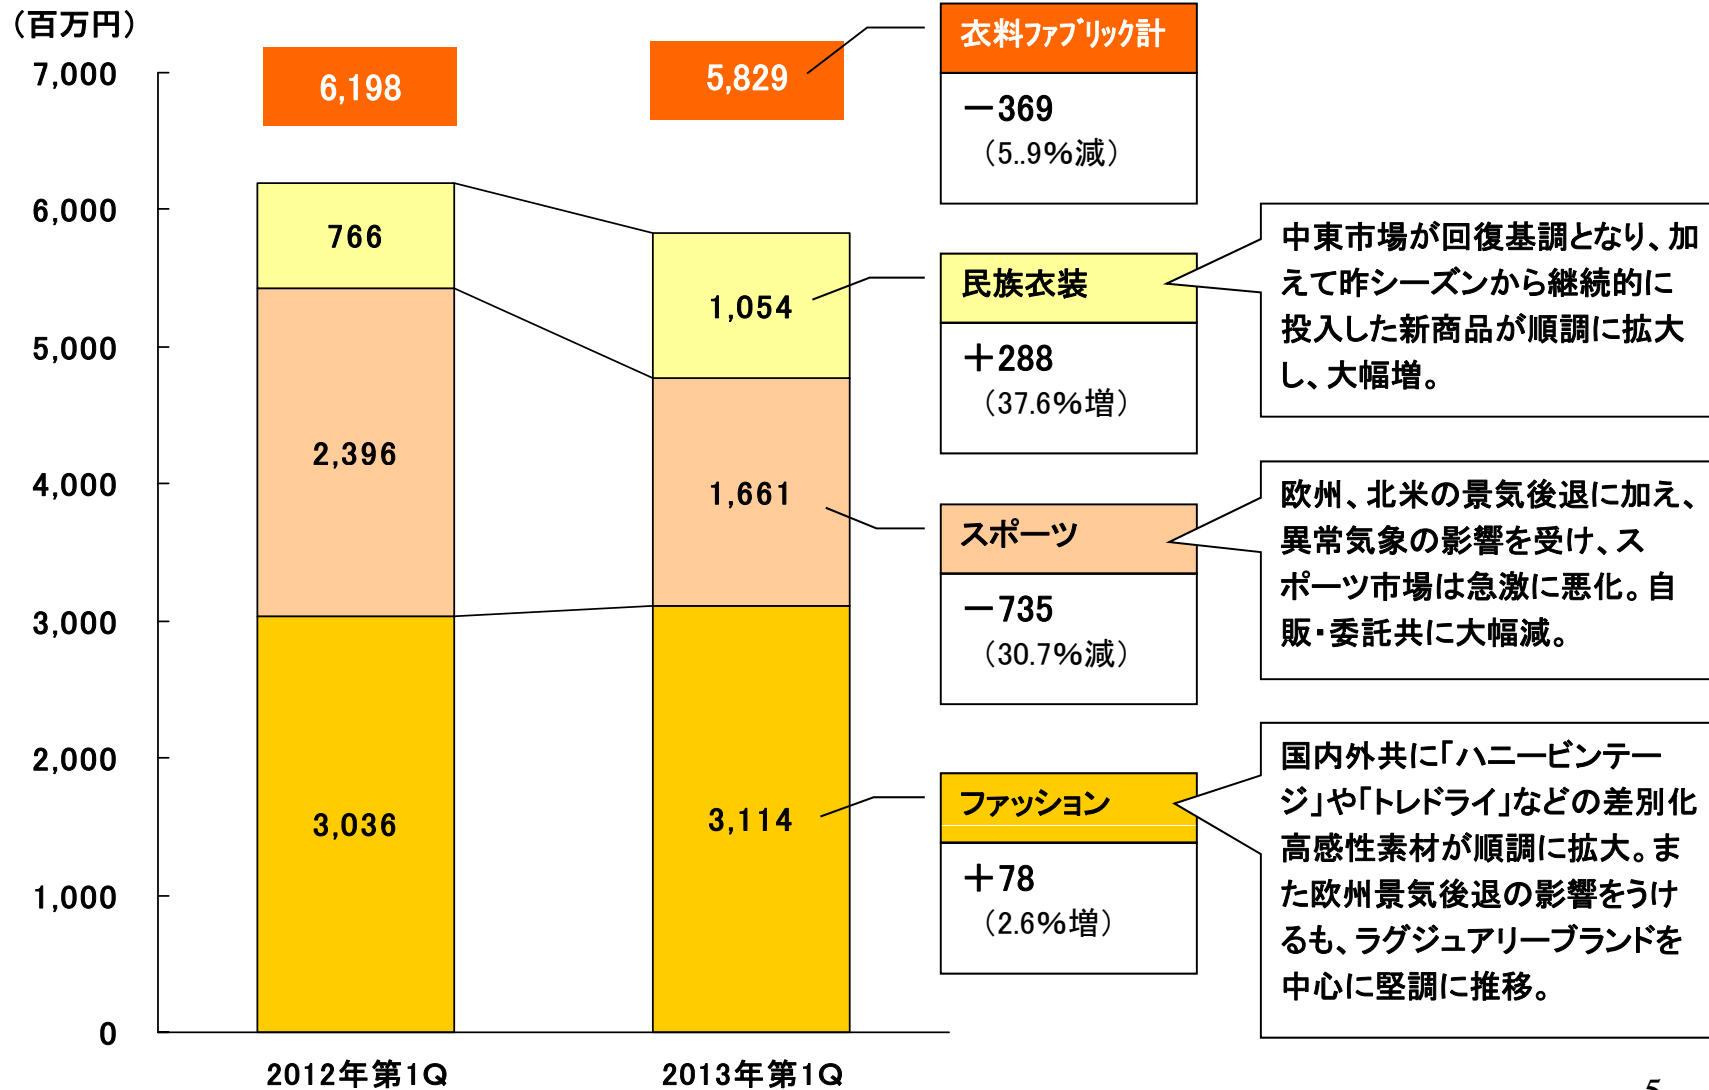 （百万円）
7,000
6,000
5,000
4,000
3,000
2,000
1,000
0
6,198
5,829
766
2,396
3,036
1,054
1,661
3,114
2012年第1Q
2013年第1Q
衣料ファブリック計
－369
（5..9%減）
民族衣装
＋288
（37.6%増）
中東市場が回復基調となり、加
えて昨シーズンから継続的に
投入した新商品が順調に拡大
し、大幅増。
スポーツ
－735
（30.7%減）
欧州、北米の景気後退に加え、
異常気象の影響を受け、ス
ポーツ市場は急激に悪化。自
販・委託共に大幅減。
ファッション
＋78
（2.6%増）
国内外共に「ハニービンテー
ジ」や「トレドライ」などの差別化
高感性素材が順調に拡大。ま
た欧州景気後退の影響をうけ
るも、ラグジュアリーブランドを
中心に堅調に推移。